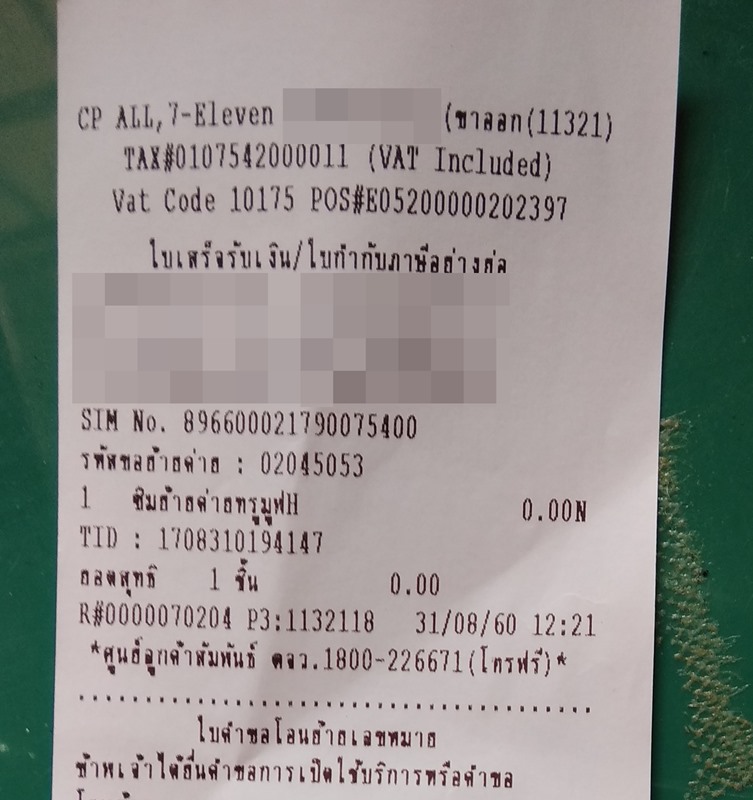 CP ALL,7-Eleven (ขาออก(11321)
TAX#0107542000011 (VAT Included)
Vat Code 10175 POS#E05200000202397
ใบเสร็จรับเงิน/ใบกำกับภาษีอย่างย่อ
SIM No. 896600021790075400
รหัสขอย้ายค่าย : 02045053
1 ซิมย้ายค่ายทรูมูฟH 0.00N
TID : 1708310194147
ยอดสุทธิ 1 ชิ้น 0.00
R#0000070204 P3:1132118 31/08/60 12:21
*ศูนย์ลูกค้าสัมพันธ์ ตจว.1800-226671(โทรฟรี)*
ใบคำขอโอนย้ายเลขหมาย
ข้าพเจ้าได้ยื่นคำขอการเปิดใช้บริการหรือคำขอ